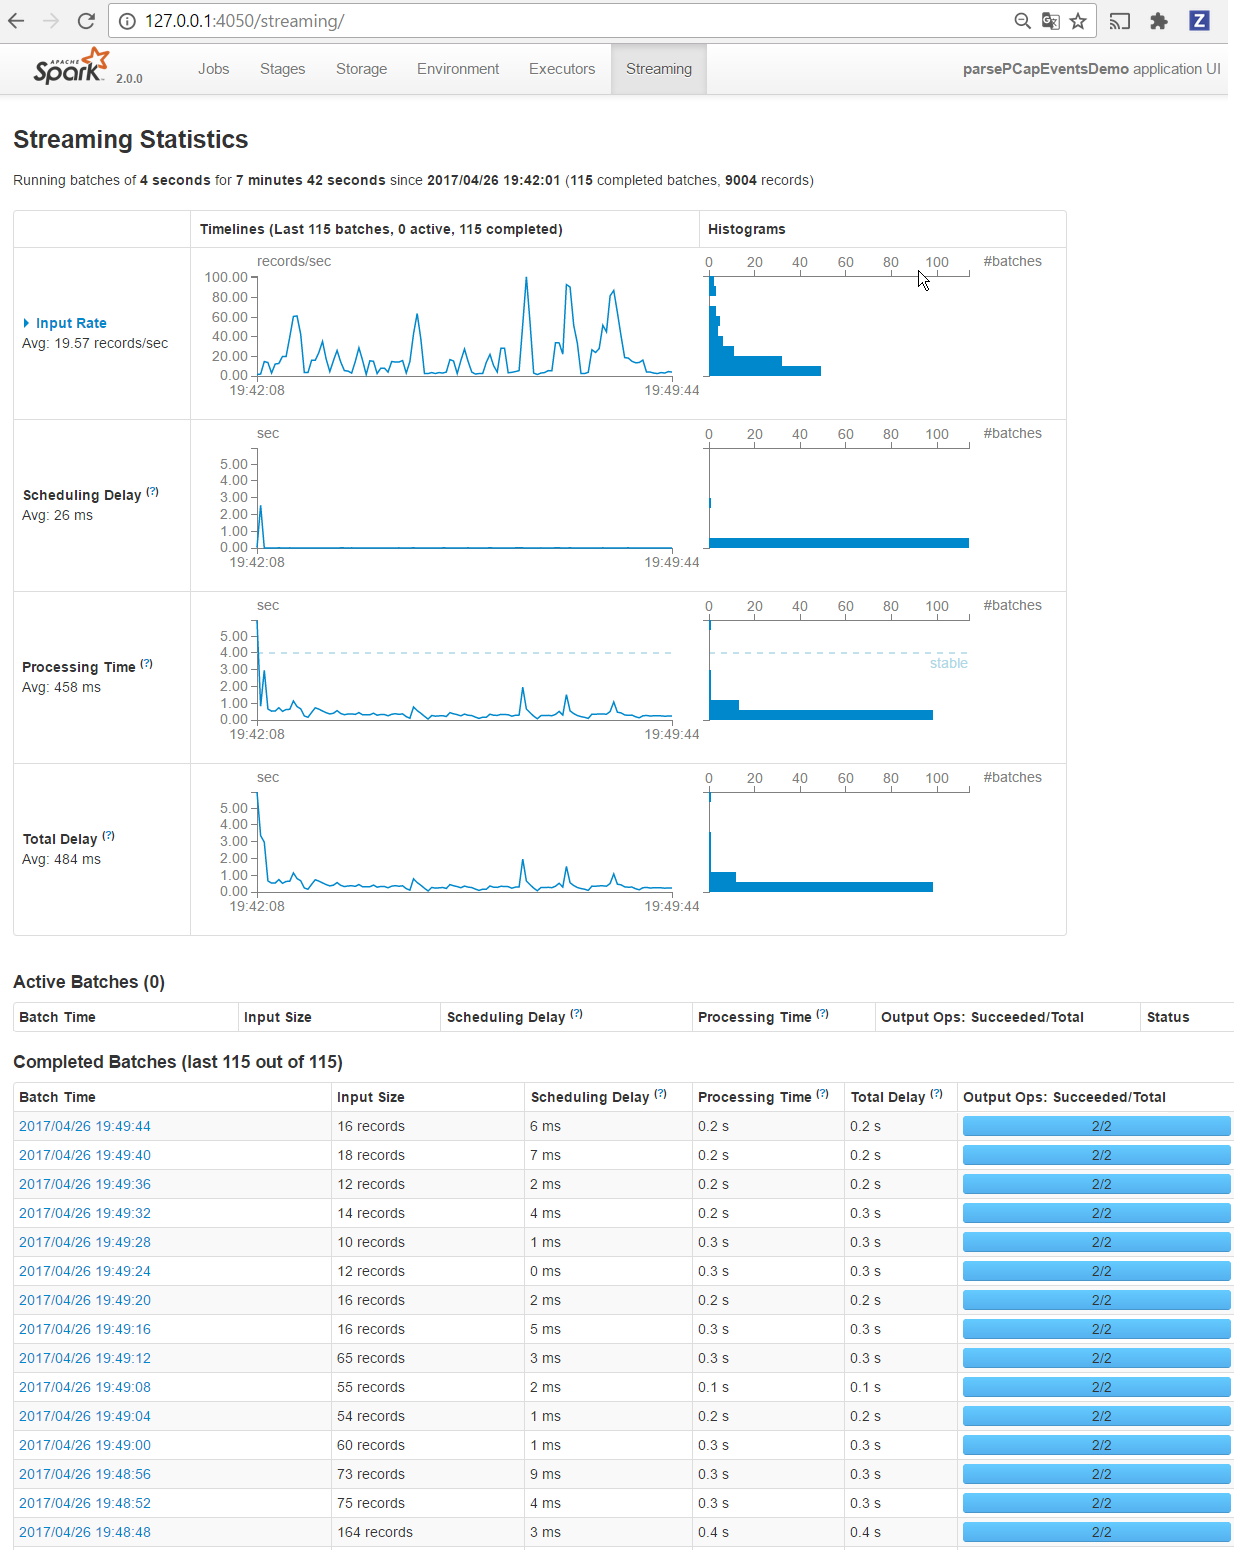 127.0.0.1:4050/streaming/
APACHE
Spark 2.0.0 Jobs Stages Storage Environment Executors Streaming parsePCapEventsDemo application UI
Streaming Statistics
Running batches of 4 seconds for 7 minutes 42 seconds since 2017/04/26 19:42:01 (115 completed batches, 9004 records)
Timelines (Last 115 batches, 0 active, 115 completed) Histograms
Input Rate
Avg: 19.57 records/sec
records/sec
100.00
80.00
60.00
40.00
20.00
0.00
19:42:08 19:49:44
0 20 40 60 80 100 #batches
Scheduling Delay (?)
Avg: 26 ms
sec
5.00
4.00
3.00
2.00
1.00
0.00
19:42:08 19:49:44
0 20 40 60 80 100 #batches
Processing Time (?)
Avg: 458 ms
sec
5.00
4.00
3.00
2.00
1.00
0.00
19:42:08 19:49:44
0 20 40 60 80 100 #batches
stable
Total Delay (?)
Avg: 484 ms
sec
5.00
4.00
3.00
2.00
1.00
0.00
19:42:08 19:49:44
0 20 40 60 80 100 #batches
Active Batches (0)
Batch Time Input Size Scheduling Delay (?) Processing Time (?) Output Ops: Succeeded/Total Status
Completed Batches (last 115 out of 115)
Batch Time Input Size Scheduling Delay (?) Processing Time (?) Total Delay (?) Output Ops: Succeeded/Total
2017/04/26 19:49:44 16 records 6 ms 0.2 s 0.2 s 2/2
2017/04/26 19:49:40 18 records 7 ms 0.2 s 0.2 s 2/2
2017/04/26 19:49:36 12 records 2 ms 0.2 s 0.2 s 2/2
2017/04/26 19:49:32 14 records 4 ms 0.2 s 0.3 s 2/2
2017/04/26 19:49:28 10 records 1 ms 0.3 s 0.3 s 2/2
2017/04/26 19:49:24 12 records 0 ms 0.3 s 0.3 s 2/2
2017/04/26 19:49:20 16 records 2 ms 0.2 s 0.2 s 2/2
2017/04/26 19:49:16 16 records 5 ms 0.3 s 0.3 s 2/2
2017/04/26 19:49:12 65 records 3 ms 0.3 s 0.3 s 2/2
2017/04/26 19:49:08 55 records 2 ms 0.1 s 0.1 s 2/2
2017/04/26 19:49:04 54 records 1 ms 0.2 s 0.2 s 2/2
2017/04/26 19:49:00 60 records 1 ms 0.3 s 0.3 s 2/2
2017/04/26 19:48:56 73 records 9 ms 0.3 s 0.3 s 2/2
2017/04/26 19:48:52 75 records 4 ms 0.3 s 0.3 s 2/2
2017/04/26 19:48:48 164 records 3 ms 0.4 s 0.4 s 2/2